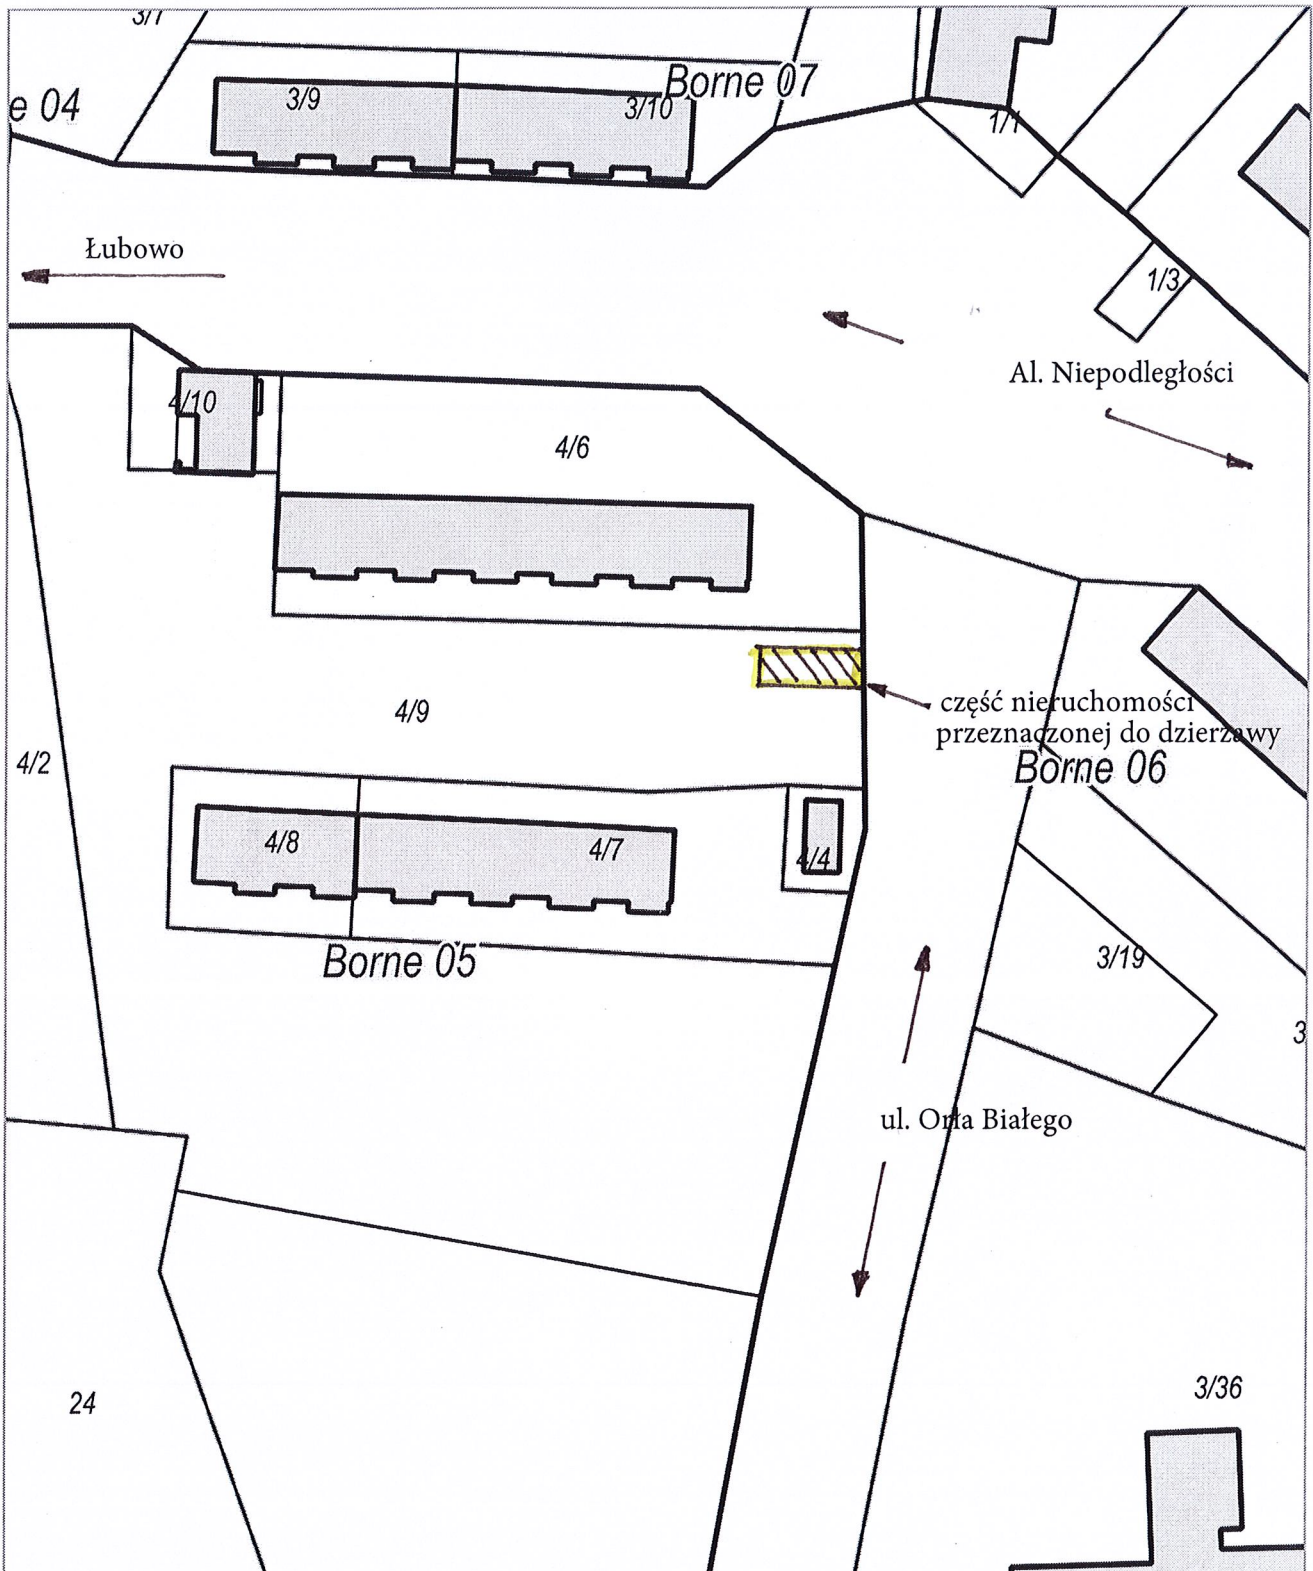 3/7
e 04
3/9
3/10
Borne 07
1/1
Łubowo
1/3
Al. Niepodległości
4/10
4/6
część nieruchomości
przeznaczonej do dzierżawy
4/9
4/2
Borne 06
4/8
4/7
4/4
Borne 05
3/19
3
ul. Orła Białego
24
3/36